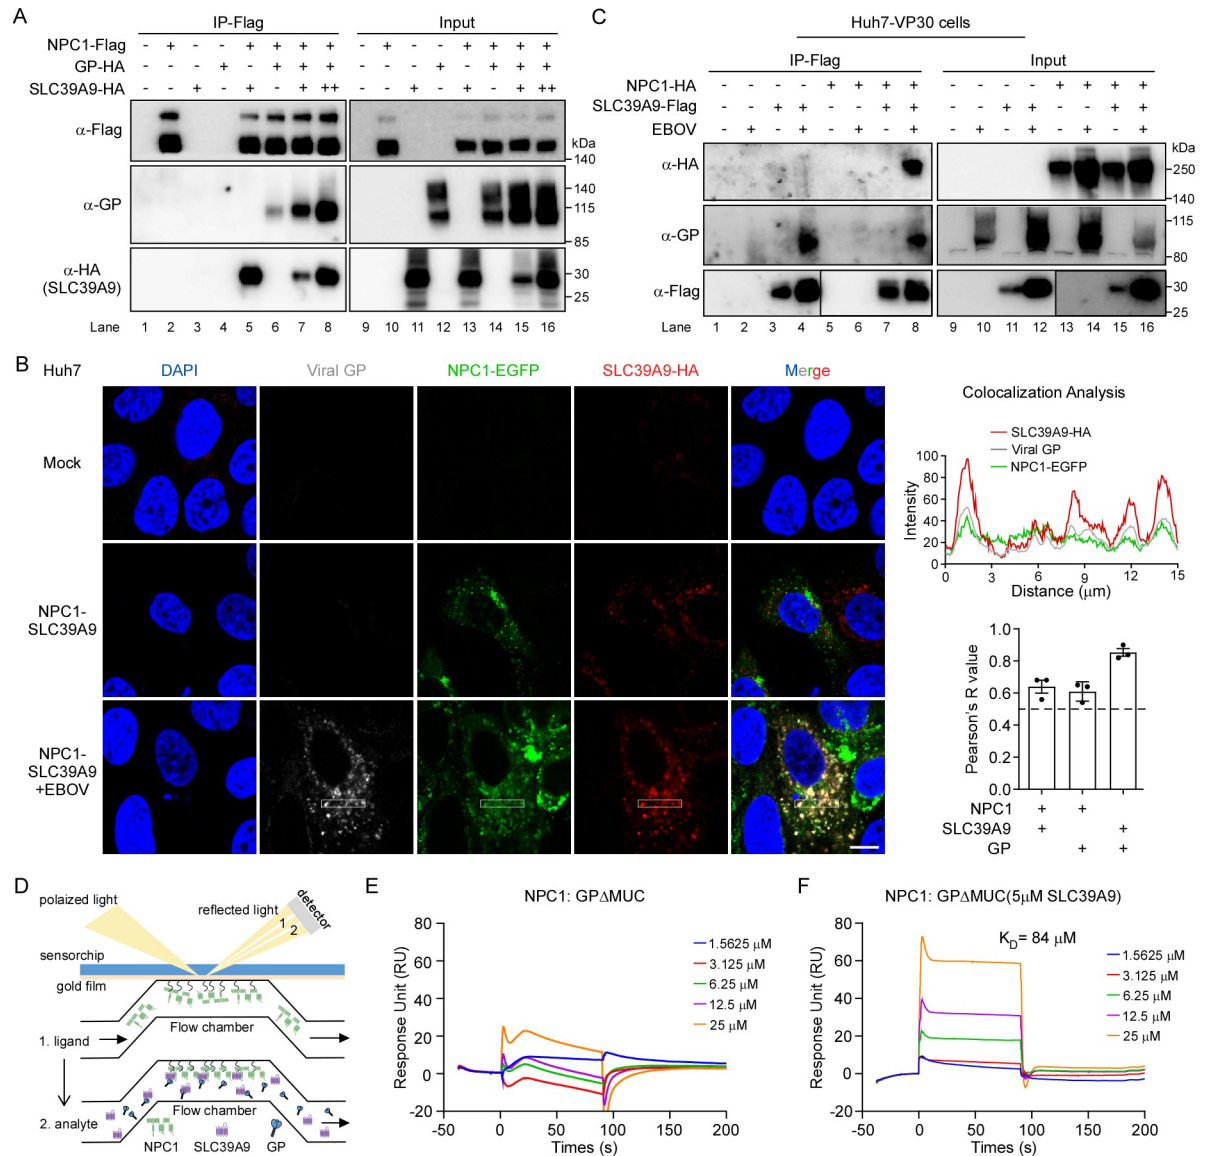 A
IP-Flag
Input
NPC1-Flag - + - - + + + + - + - - + + + +
GP-HA - - - + - + + + - - - + - + + +
SLC39A9-HA - - + - + - + ++ - - + - + - + ++
α-Flag
kDa
140
α-GP
140
115
85
α-HA
(SLC39A9)
30
25
Lane 1 2 3 4 5 6 7 8 9 10 11 12 13 14 15 16
C
Huh7-VP30 cells
IP-Flag
Input
NPC1-HA - - - - + + + + - - - - + + + +
SLC39A9-Flag - - + + - - + + - - + + - - + +
EBOV - + - + - + - + - + - + - + - +
α-HA
kDa
250
140
α-GP
115
80
α-Flag
30
25
Lane 1 2 3 4 5 6 7 8 9 10 11 12 13 14 15 16
B
Huh7
DAPI
Viral GP
NPC1-EGFP
SLC39A9-HA
Merge
Mock
NPC1-
SLC39A9
NPC1-
SLC39A9
+EBOV
Colocalization Analysis
SLC39A9-HA
Viral GP
NPC1-EGFP
Intensity
100
80
60
40
20
0
0 3 6 9 12 15
Distance (μm)
Pearson's R value
1.0
0.8
0.6
0.4
0.2
0.0
NPC1 + +
SLC39A9 + +
GP + +
D
polaized light
reflected light
detector
1
2
sensorchip
gold film
Flow chamber
1. ligand
Flow chamber
2. analyte
NPC1 SLC39A9 GP
E
NPC1: GPΔMUC
Response Unit (RU)
80
60
40
20
0
-20
-50 0 50 100 150 200
Times (s)
1.5625 μM
3.125 μM
6.25 μM
12.5 μM
25 μM
F
NPC1: GPΔMUC(5μM SLC39A9)
K_D= 84 μM
Response Unit (RU)
80
60
40
20
0
-20
-50 0 50 100 150 200
Times (s)
1.5625 μM
3.125 μM
6.25 μM
12.5 μM
25 μM